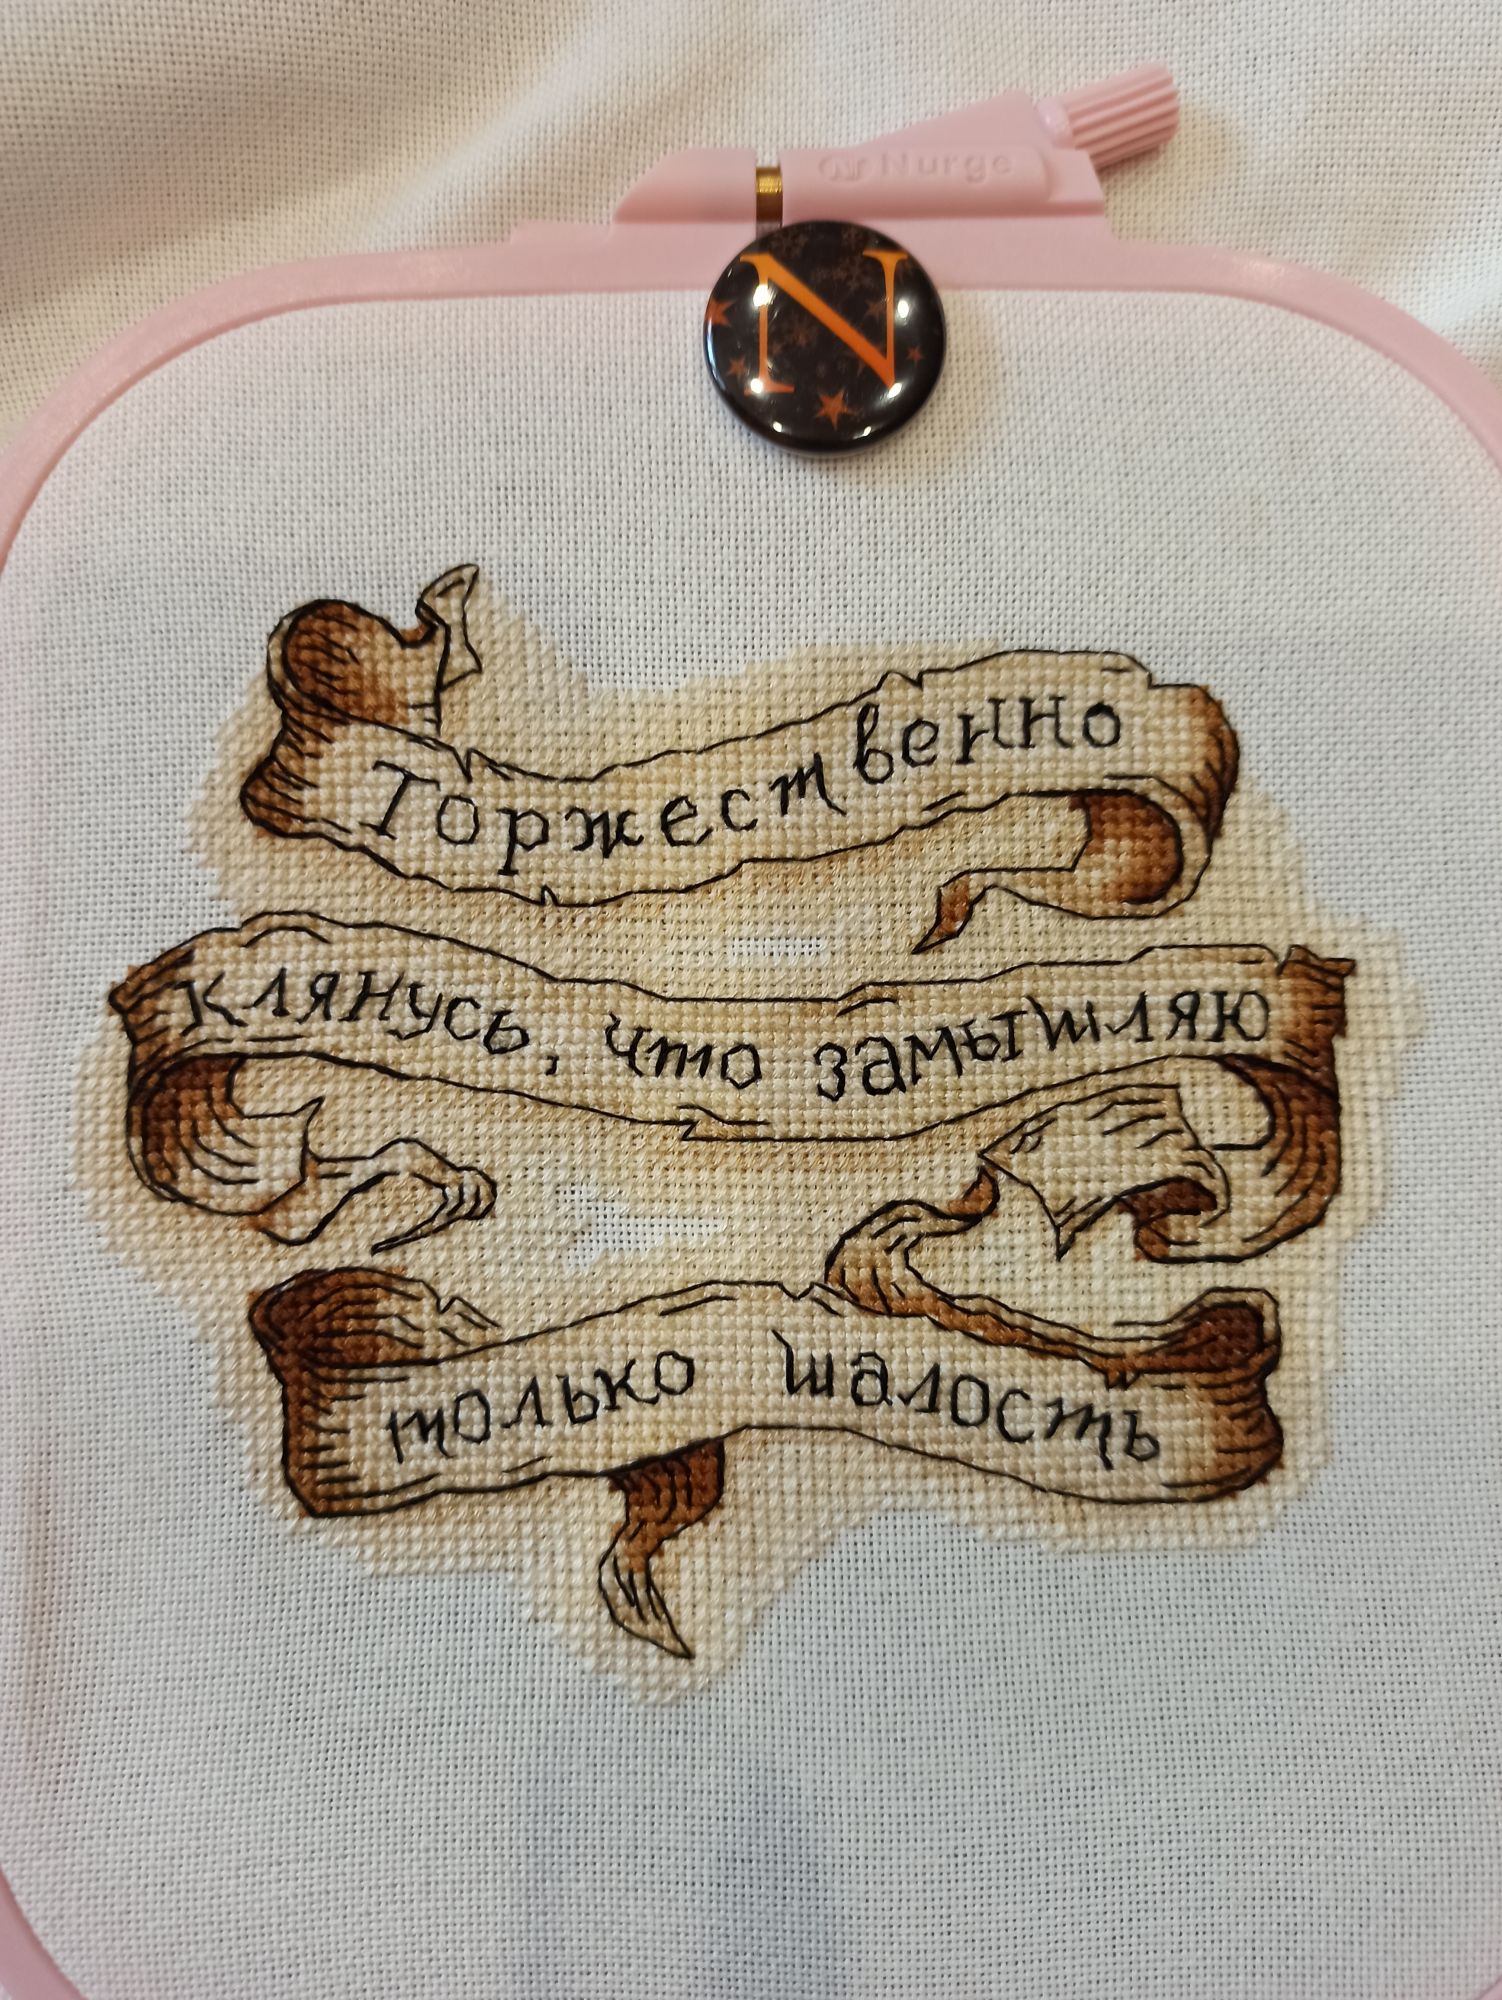 Nurge
N
Торжественно
клянусь, что замышляю
только шалость